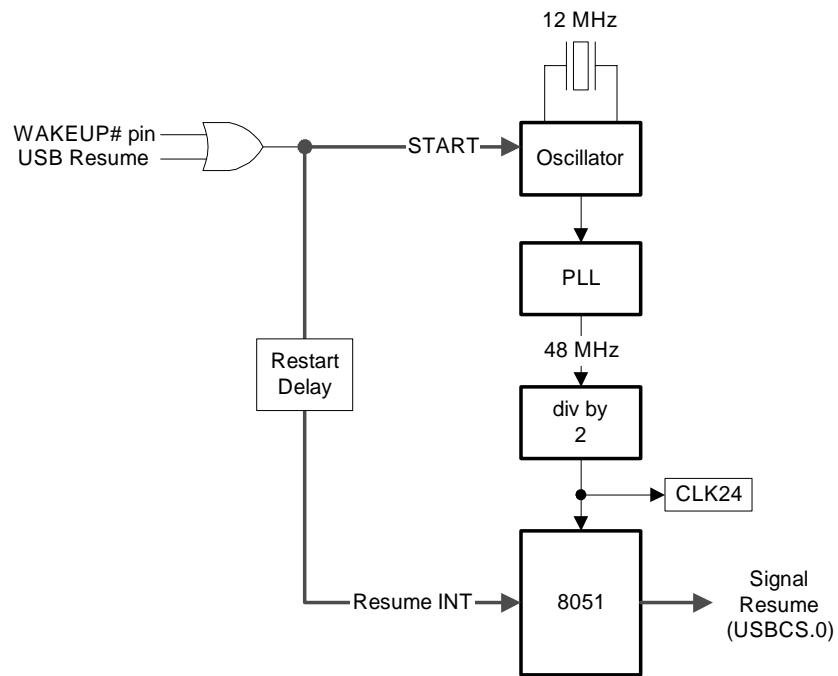 12 MHz
WAKEUP# pin
USB Resume
START
Oscillator
PLL
48 MHz
Restart
Delay
div by
2
CLK24
Resume INT
8051
Signal
Resume
(USBCS.0)